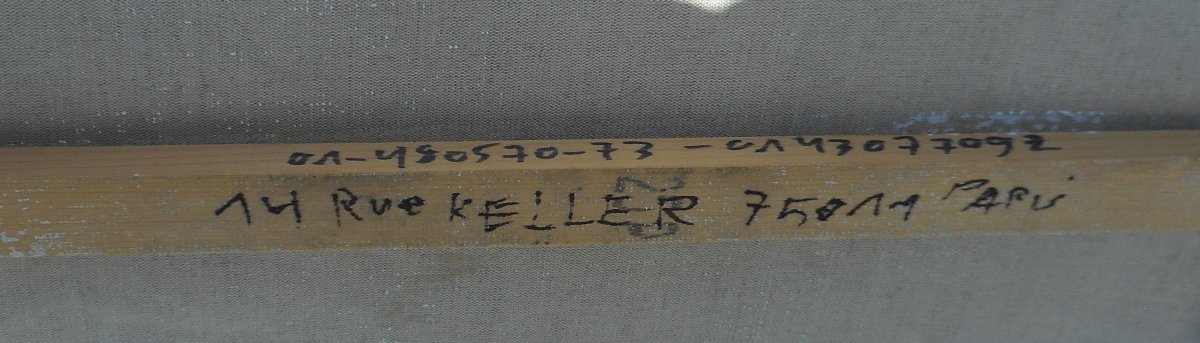 01-480570-73 - 0143077092
14 Rue KELLER 75011 PARIS